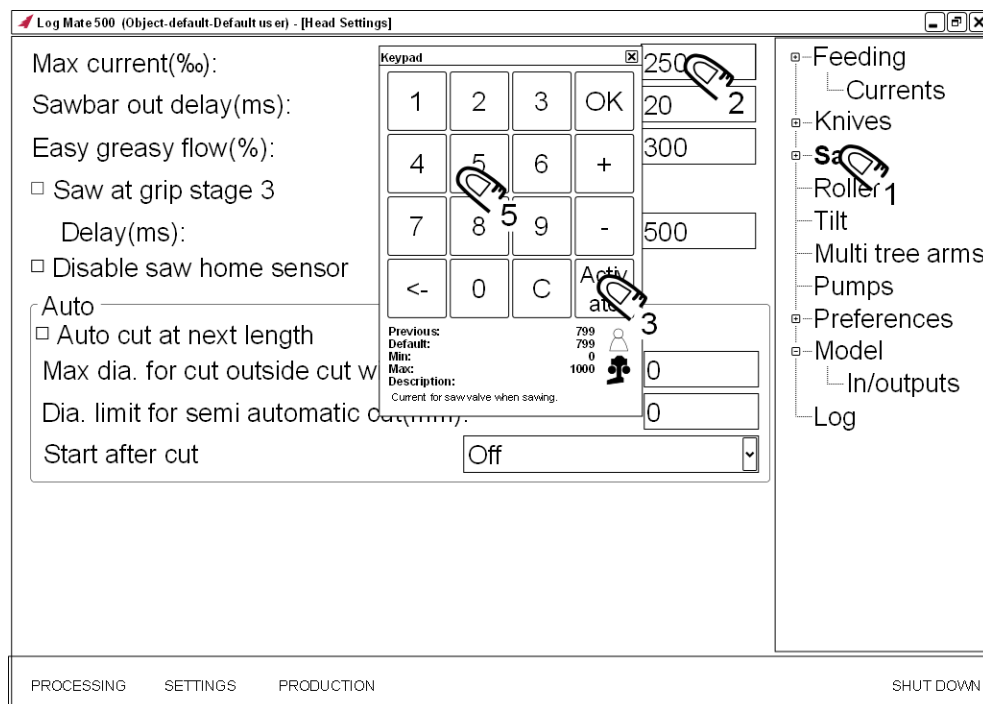 Log Mate 500 (Object-default-Default user) - [Head Settings]
Max current(‰):
250
2
Sawbar out delay(ms):
20
Easy greasy flow(%):
300
Saw at grip stage 3
Delay(ms):
500
Disable saw home sensor
Auto
Auto cut at next length
Max dia. for cut outside cut w
0
Dia. limit for semi automatic cut(mm):
0
Start after cut
Off
Keypad
1 2 3 OK
4 5 6 +
5
7 8 9 -
<- 0 C Activ
ate
3
Previous: 799
Default: 799
Min: 0
Max: 1000
Description:
Current for saw valve when sawing.
Feeding
Currents
Knives
Sa
1
Roller
Tilt
Multi tree arms
Pumps
Preferences
Model
In/outputs
Log
PROCESSING SETTINGS PRODUCTION SHUT DOWN